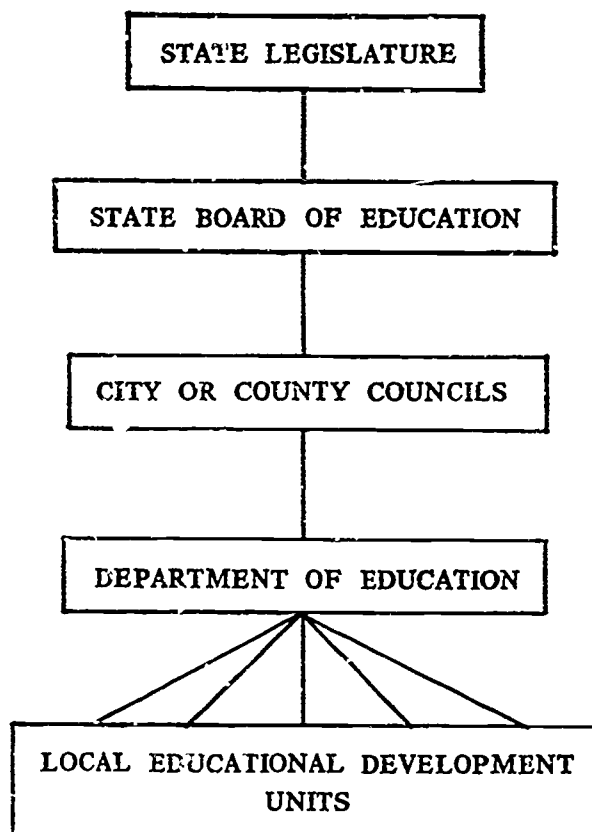 STATE LEGISLATURE
STATE BOARD OF EDUCATION
CITY OR COUNTY COUNCILS
DEPARTMENT OF EDUCATION
LOCAL EDUCATIONAL DEVELOPMENT
UNITS